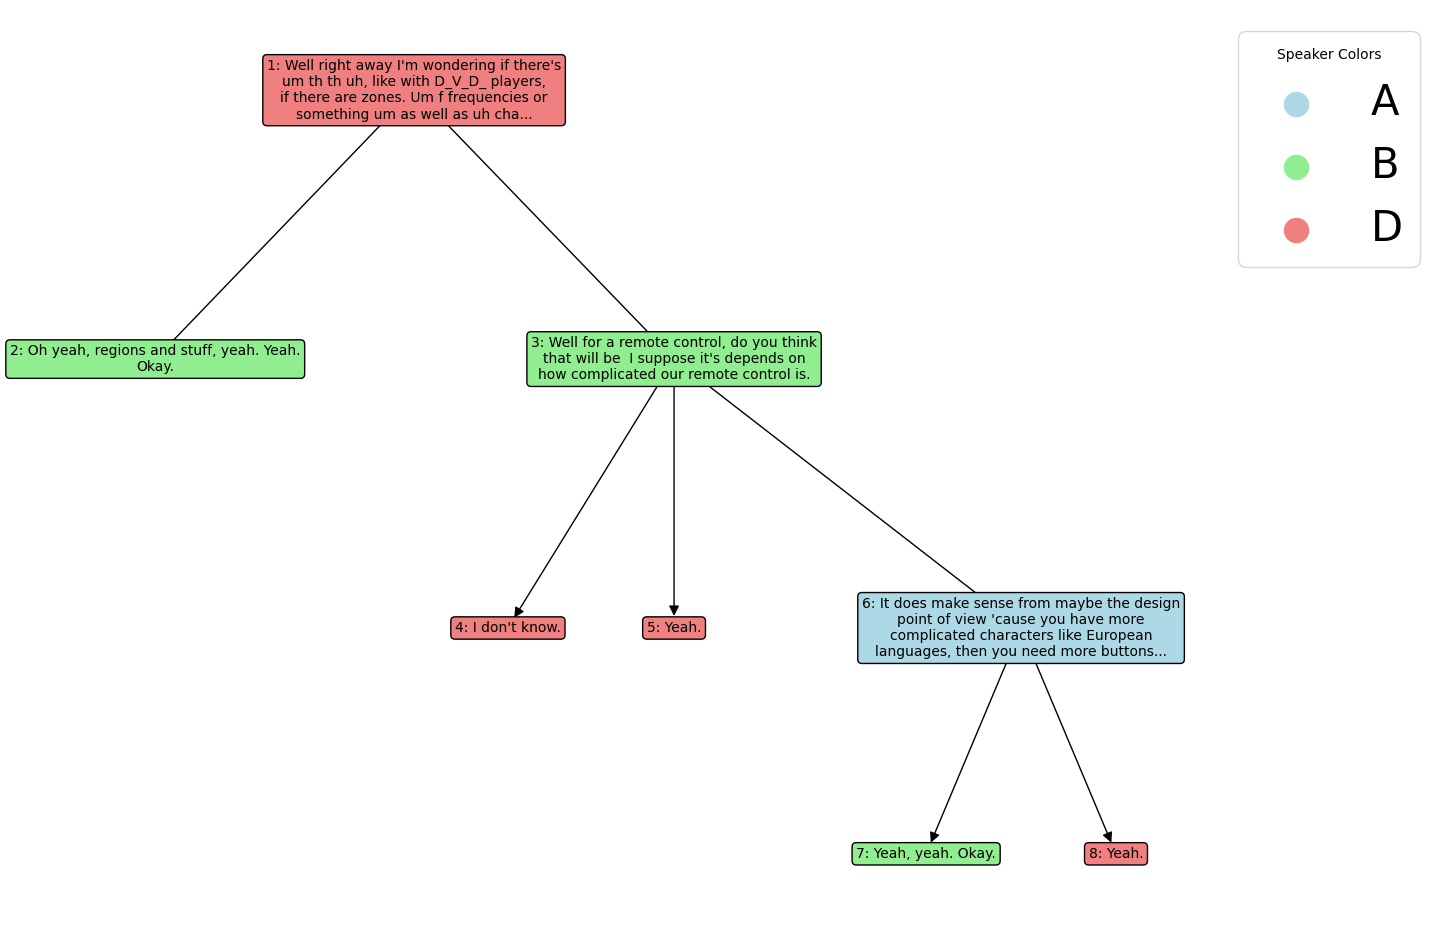 1: Well right away I'm wondering if there's
um th th uh, like with D_V_D_ players,
if there are zones. Um f frequencies or
something um as well as uh cha...
Speaker Colors
A
B
D
2: Oh yeah, regions and stuff, yeah. Yeah.
Okay.
3: Well for a remote control, do you think
that will be  I suppose it's depends on
how complicated our remote control is.
4: I don't know.
5: Yeah.
6: It does make sense from maybe the design
point of view 'cause you have more
complicated characters like European
languages, then you need more buttons...
7: Yeah, yeah. Okay.
8: Yeah.